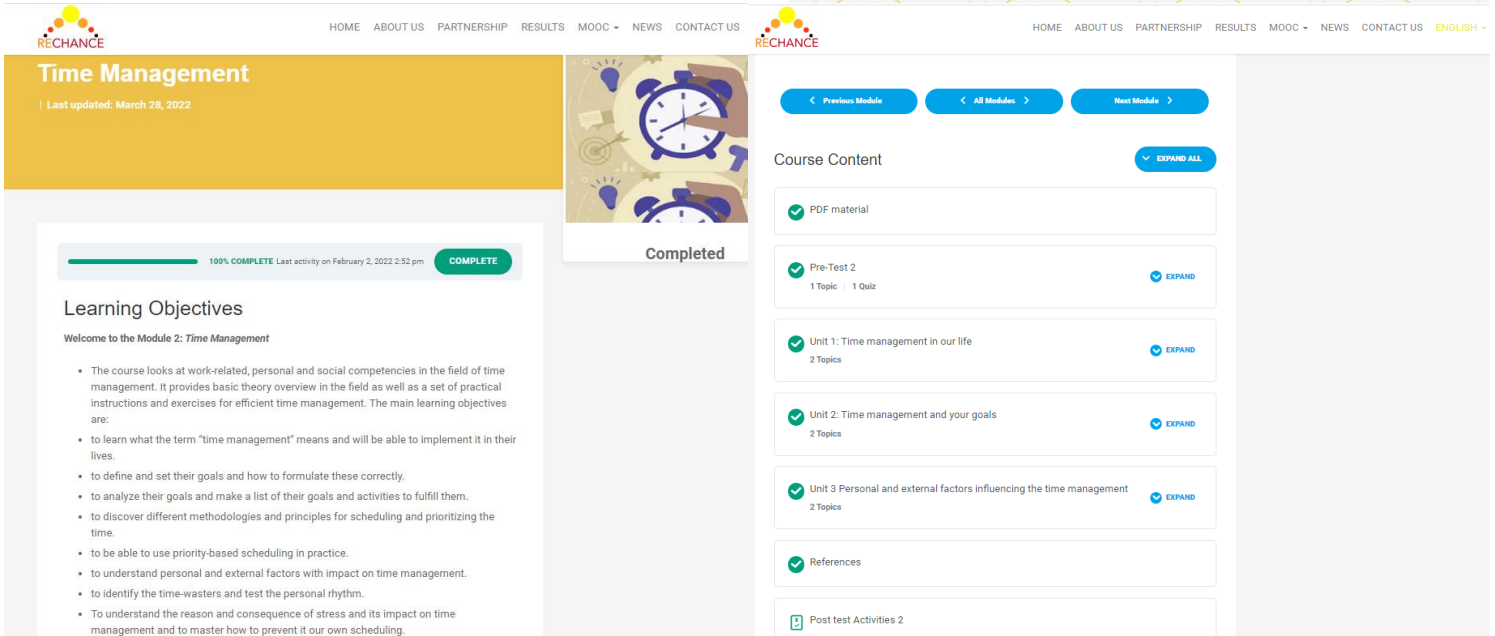 RECHANCE
HOME ABOUT US PARTNERSHIP RESULTS MOOC NEWS CONTACT US
Time Management
| Last updated: March 28, 2022
Completed
100% COMPLETE Last activity on February 2, 2022 2:52 pm COMPLETE
Learning Objectives
Welcome to the Module 2: Time Management
• The course looks at work-related, personal and social competencies in the field of time
management. It provides basic theory overview in the field as well as a set of practical
instructions and exercises for efficient time management. The main learning objectives
are:
• to learn what the term "time management" means and will be able to implement it in their
lives.
• to define and set their goals and how to formulate these correctly.
• to analyze their goals and make a list of their goals and activities to fulfill them.
• to discover different methodologies and principles for scheduling and prioritizing the
time.
• to be able to use priority-based scheduling in practice.
• to understand personal and external factors with impact on time management.
• to identify the time-wasters and test the personal rhythm.
• To understand the reason and consequence of stress and its impact on time
management and to master how to prevent it our own scheduling.
RECHANCE
HOME ABOUT US PARTNERSHIP RESULTS MOOC NEWS CONTACT US ENGLISH
Previous Module All Modules Next Module
Course Content EXPAND ALL
PDF material
Pre-Test 2
1 Topic | 1 Quiz EXPAND
Unit 1: Time management in our life
2 Topics EXPAND
Unit 2: Time management and your goals
2 Topics EXPAND
Unit 3 Personal and external factors influencing the time management
2 Topics EXPAND
References
Post test Activities 2